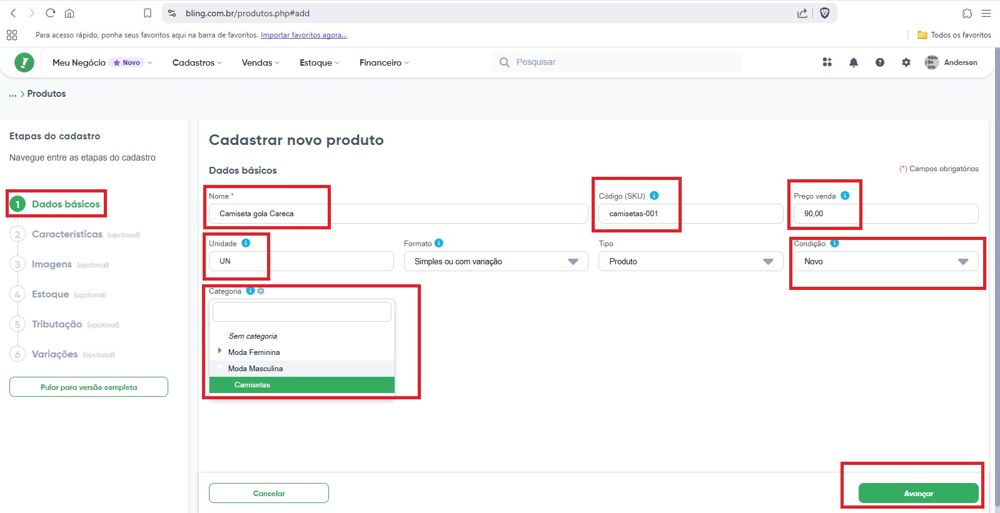 bling.com.br/produtos.php#add
Para acesso rápido, ponha seus favoritos aqui na barra de favoritos. Importar favoritos agora...
Todos os favoritos
Meu Negócio Novo
Cadastros
Vendas
Estoque
Financeiro
Pesquisar
Anderson
... > Produtos
Etapas do cadastro
Navegue entre as etapas do cadastro
1 Dados básicos
2 Características (opcional)
3 Imagens (opcional)
4 Estoque (opcional)
5 Tributação (opcional)
6 Variações (opcional)
Pular para versão completa
Cadastrar novo produto
Dados básicos
(*) Campos obrigatórios
Nome *
Camiseta gola Careca
Código (SKU)
camisetas-001
Preço venda
90,00
Unidade
UN
Formato
Simples ou com variação
Tipo
Produto
Condição
Novo
Categoria
Sem categoria
Moda Feminina
Moda Masculina
Camisetas
Cancelar
Avançar